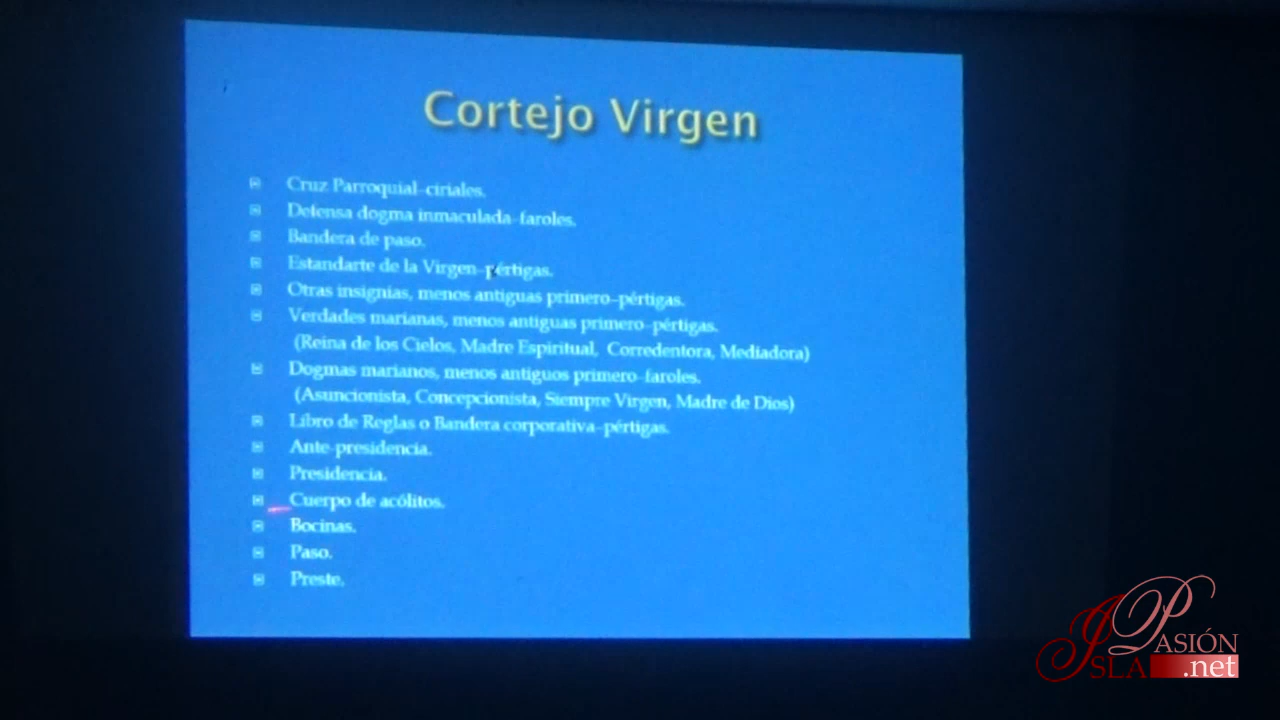 Cortejo Virgen
Cruz Parroquial-ciriales.
Defensa dogma inmaculada-faroles.
Bandera de paso.
Estandarte de la Virgen-pértigas.
Otras insignias, menos antiguas primero-pértigas.
Verdades marianas, menos antiguas primero-pértigas.
(Reina de los Cielos, Madre Espiritual, Corredentora, Mediadora)
Dogmas marianos, menos antiguos primero-faroles.
(Asuncionista, Concepcionista, Siempre Virgen, Madre de Dios)
Libro de Reglas o Bandera corporativa-pértigas.
Ante-presidencia.
Presidencia.
Cuerpo de acólitos.
Bocinas.
Paso.
Preste.
PASIÓN
ISLA .net